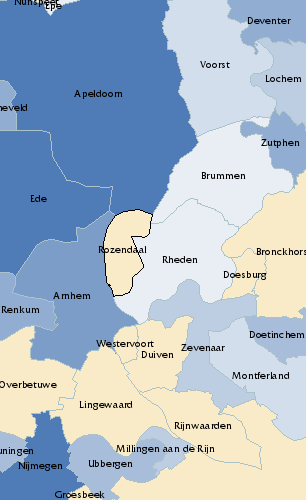 Nunspeet
Epe
Deventer
Voorst
Lochem
Apeldoorn
neveld
Zutphen
Brummen
Ede
Rozendaal
Bronckhors
Rheden
Doesburg
Arnhem
Renkum
Doetinchem
Westervoort
Zevenaar
Duiven
Montferland
Overbetuwe
Lingewaard
Rijnwaarden
Millingen aan de Rijn
uningen
Nijmegen
Ubbergen
Groesbeek